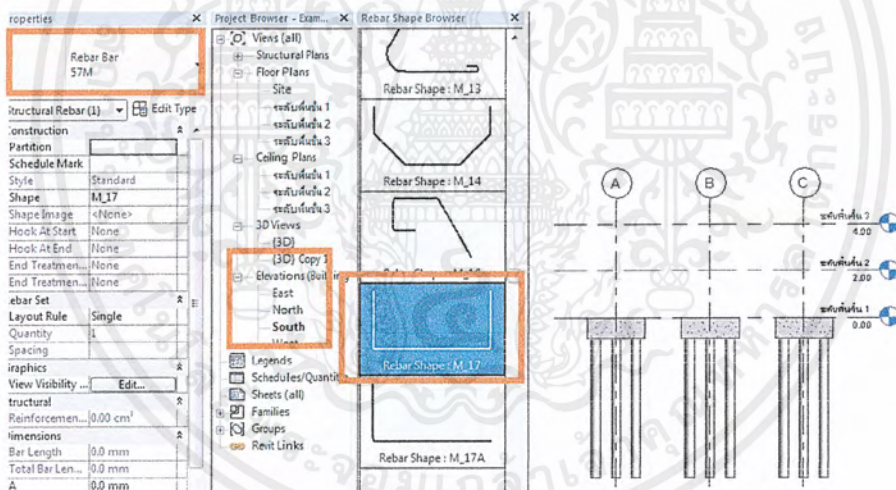 roperties
Rebar Bar
57M
Structural Rebar (1)
Edit Type
Construction
Partition
Schedule Mark
Style Standard
Shape M_17
Shape Image <None>
Hook At Start None
Hook At End None
End Treatmen... None
End Treatmen... None
ebar Set
Layout Rule Single
Quantity 1
Spacing
raphics
View Visibility ... Edit...
tructural
Reinforcemen... 0.00 cm³
imensions
Bar Length 0.0 mm
Total Bar Len... 0.0 mm
A 0.0 mm
Project Browser - Exam...
Views (all)
Structural Plans
Floor Plans
Site
ระดับพื้นชั้น 1
ระดับพื้นชั้น 2
ระดับพื้นชั้น 3
Ceiling Plans
ระดับพื้นชั้น 1
ระดับพื้นชั้น 2
ระดับพื้นชั้น 3
3D Views
{3D}
{3D} Copy 1
Elevations (Building
East
North
South
West
Legends
Schedules/Quantit
Sheets (all)
Families
Groups
Revit Links
Rebar Shape Browser
Rebar Shape : M_13
Rebar Shape : M_14
Rebar Shape : M_17
Rebar Shape : M_17A
A
B
C
ระดับพื้นชั้น 3
4.00
ระดับพื้นชั้น 2
2.00
ระดับพื้นชั้น 1
0.00